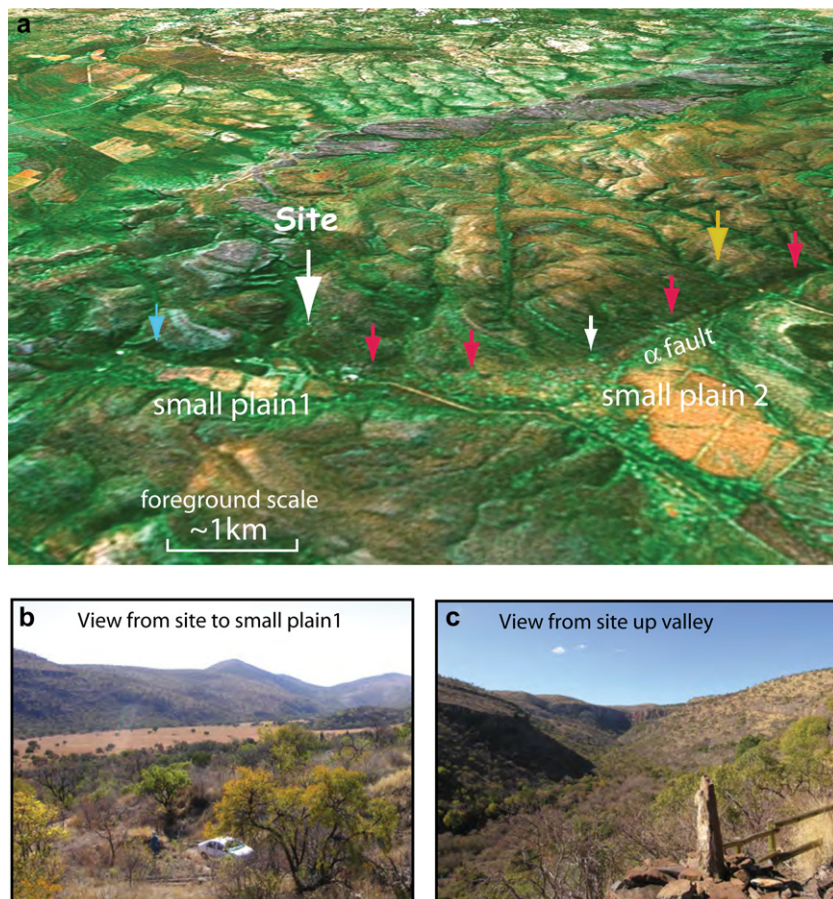 a
Site
α fault
small plain1
small plain 2
foreground scale
~1km
b
View from site to small plain1
c
View from site up valley